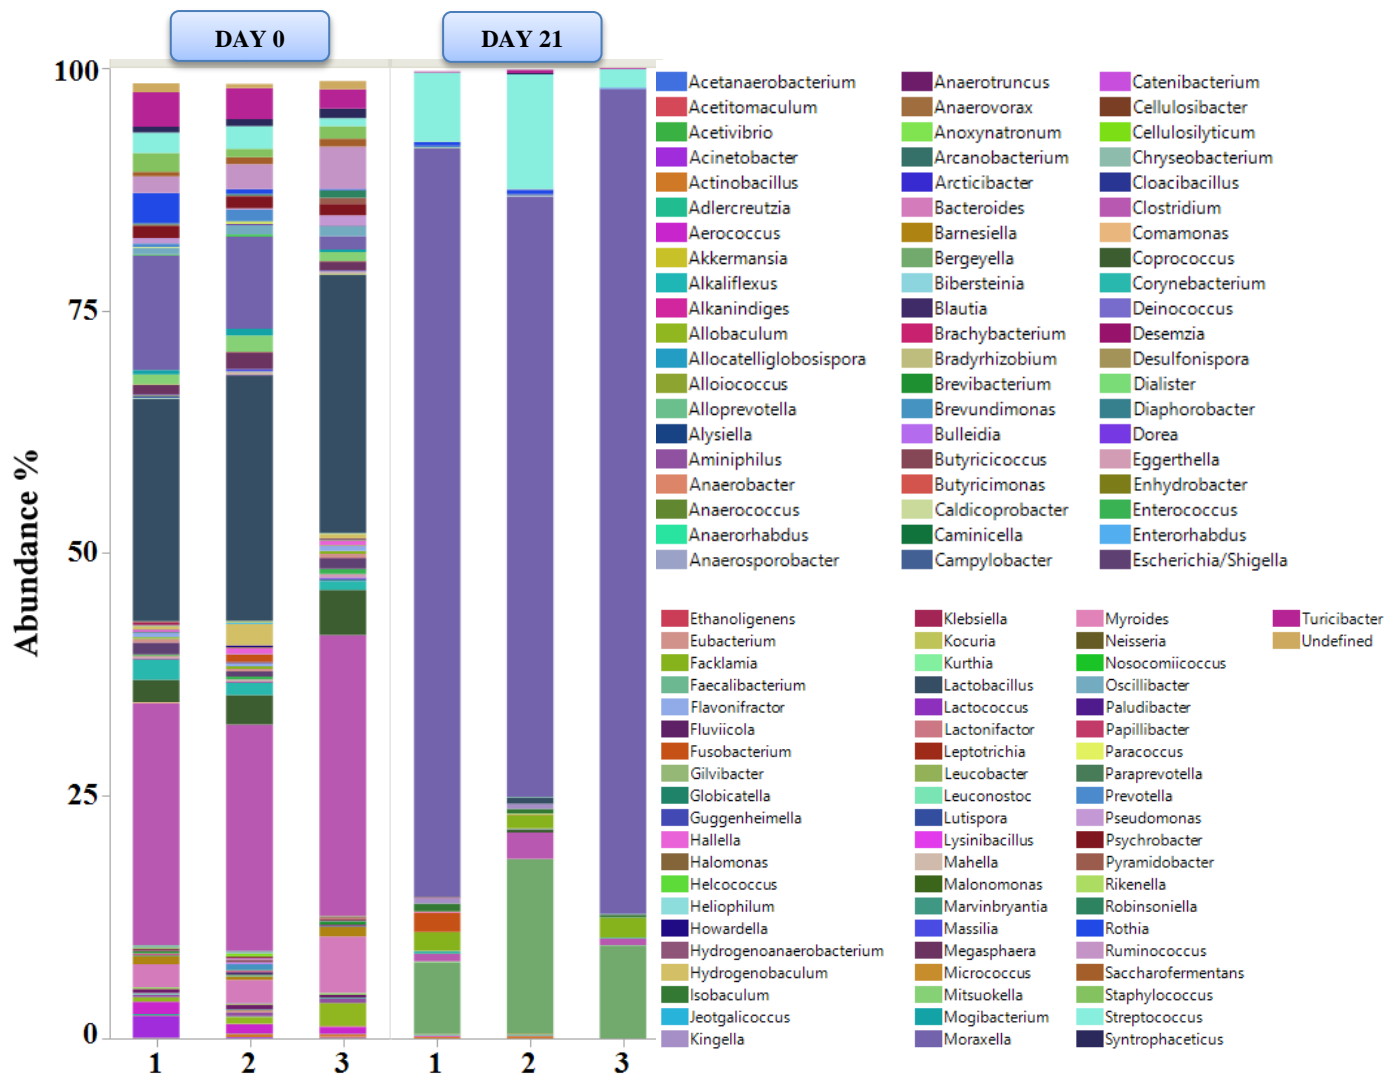 DAY 0
DAY 21
100
75
50
25
0
Abundance %
1
2
3
1
2
3
Acetanaerobacterium
Acetitomaculum
Acetivibrio
Acinetobacter
Actinobacillus
Adlercreutzia
Aerococcus
Akkermansia
Alkaliflexus
Alkanindiges
Allobaculum
Allocatelliglobosispora
Alloiococcus
Alloprevotella
Alysiella
Aminiphilus
Anaerobacter
Anaerococcus
Anaerorhabdus
Anaerosporobacter
Anaerotruncus
Anaerovorax
Anoxynatronum
Arcanobacterium
Arcticibacter
Bacteroides
Barnesiella
Bergeyella
Bibersteinia
Blautia
Brachybacterium
Bradyrhizobium
Brevibacterium
Brevundimonas
Bulleidia
Butyricicoccus
Butyricimonas
Caldicoprobacter
Caminicella
Campylobacter
Catenibacterium
Cellulosibacter
Cellulosilyticum
Chryseobacterium
Cloacibacillus
Clostridium
Comamonas
Coprococcus
Corynebacterium
Deinococcus
Desemzia
Desulfonispora
Dialister
Diaphorobacter
Dorea
Eggerthella
Enhydrobacter
Enterococcus
Enterorhabdus
Escherichia/Shigella
Ethanoligenens
Eubacterium
Facklamia
Faecalibacterium
Flavonifractor
Fluviicola
Fusobacterium
Gilvibacter
Globicatella
Guggenheimella
Hallella
Halomonas
Helcococcus
Heliophilum
Howardella
Hydrogenoanaerobacterium
Hydrogenobaculum
Isobaculum
Jeotgalicoccus
Kingella
Klebsiella
Kocuria
Kurthia
Lactobacillus
Lactococcus
Lactonifactor
Leptotrichia
Leucobacter
Leuconostoc
Lutispora
Lysinibacillus
Mahella
Malonomonas
Marvinbryantia
Massilia
Megasphaera
Micrococcus
Mitsuokella
Mogibacterium
Moraxella
Myroides
Neisseria
Nosocomiicoccus
Oscillibacter
Paludibacter
Papillibacter
Paracoccus
Paraprevotella
Prevotella
Pseudomonas
Psychrobacter
Pyramidobacter
Rikenella
Robinsoniella
Rothia
Ruminococcus
Saccharofermentans
Staphylococcus
Streptococcus
Syntrophaceticus
Turicibacter
Undefined